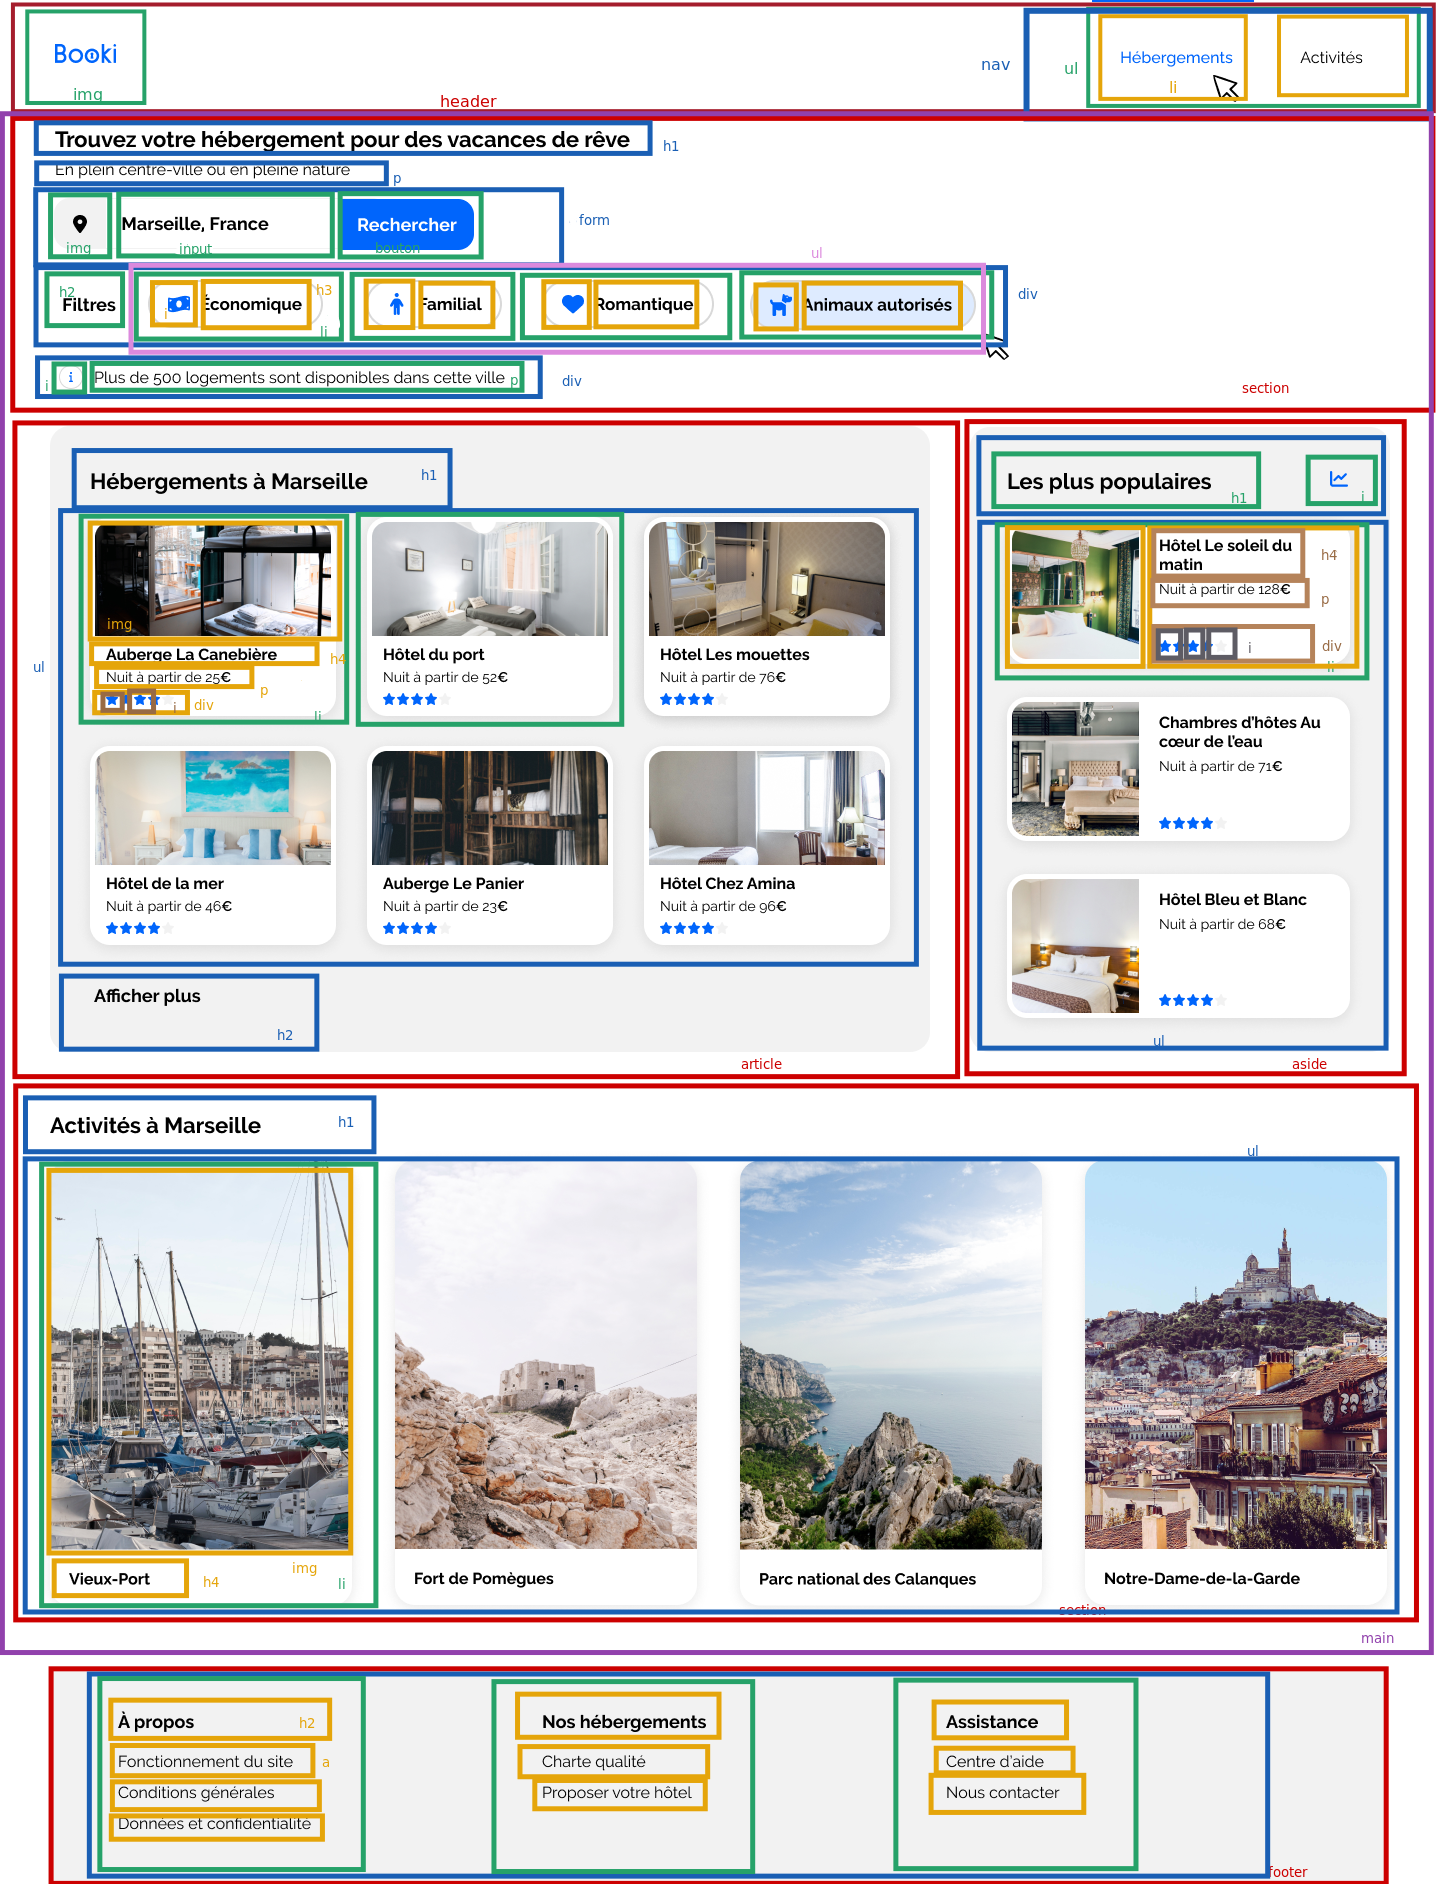 Booki
img
header
nav
ul
Hébergements
li
Activités
Trouvez votre hébergement pour des vacances de rêve
h1
En plein centre-ville ou en pleine nature
p
Marseille, France
Rechercher
img
input
bouton
form
ul
h2
Filtres
i
Économique
h3
li
Familial
Romantique
Animaux autorisés
div
i
Plus de 500 logements sont disponibles dans cette ville
p
div
section
Hébergements à Marseille
h1
ul
img
Auberge La Canebière
h4
Nuit à partir de 25€
p
i
div
li
Hôtel du port
Nuit à partir de 52€
Hôtel Les mouettes
Nuit à partir de 76€
Hôtel de la mer
Nuit à partir de 46€
Auberge Le Panier
Nuit à partir de 23€
Hôtel Chez Amina
Nuit à partir de 96€
Afficher plus
h2
article
Les plus populaires
h1
i
Hôtel Le soleil du
matin
h4
Nuit à partir de 128€
p
i
div
li
Chambres d'hôtes Au
cœur de l'eau
Nuit à partir de 71€
Hôtel Bleu et Blanc
Nuit à partir de 68€
ul
aside
Activités à Marseille
h1
ul
Vieux-Port
h4
img
li
Fort de Pomègues
Parc national des Calanques
Notre-Dame-de-la-Garde
section
main
À propos
h2
Fonctionnement du site
a
Conditions générales
Données et confidentialité
Nos hébergements
Charte qualité
Proposer votre hôtel
Assistance
Centre d'aide
Nous contacter
footer